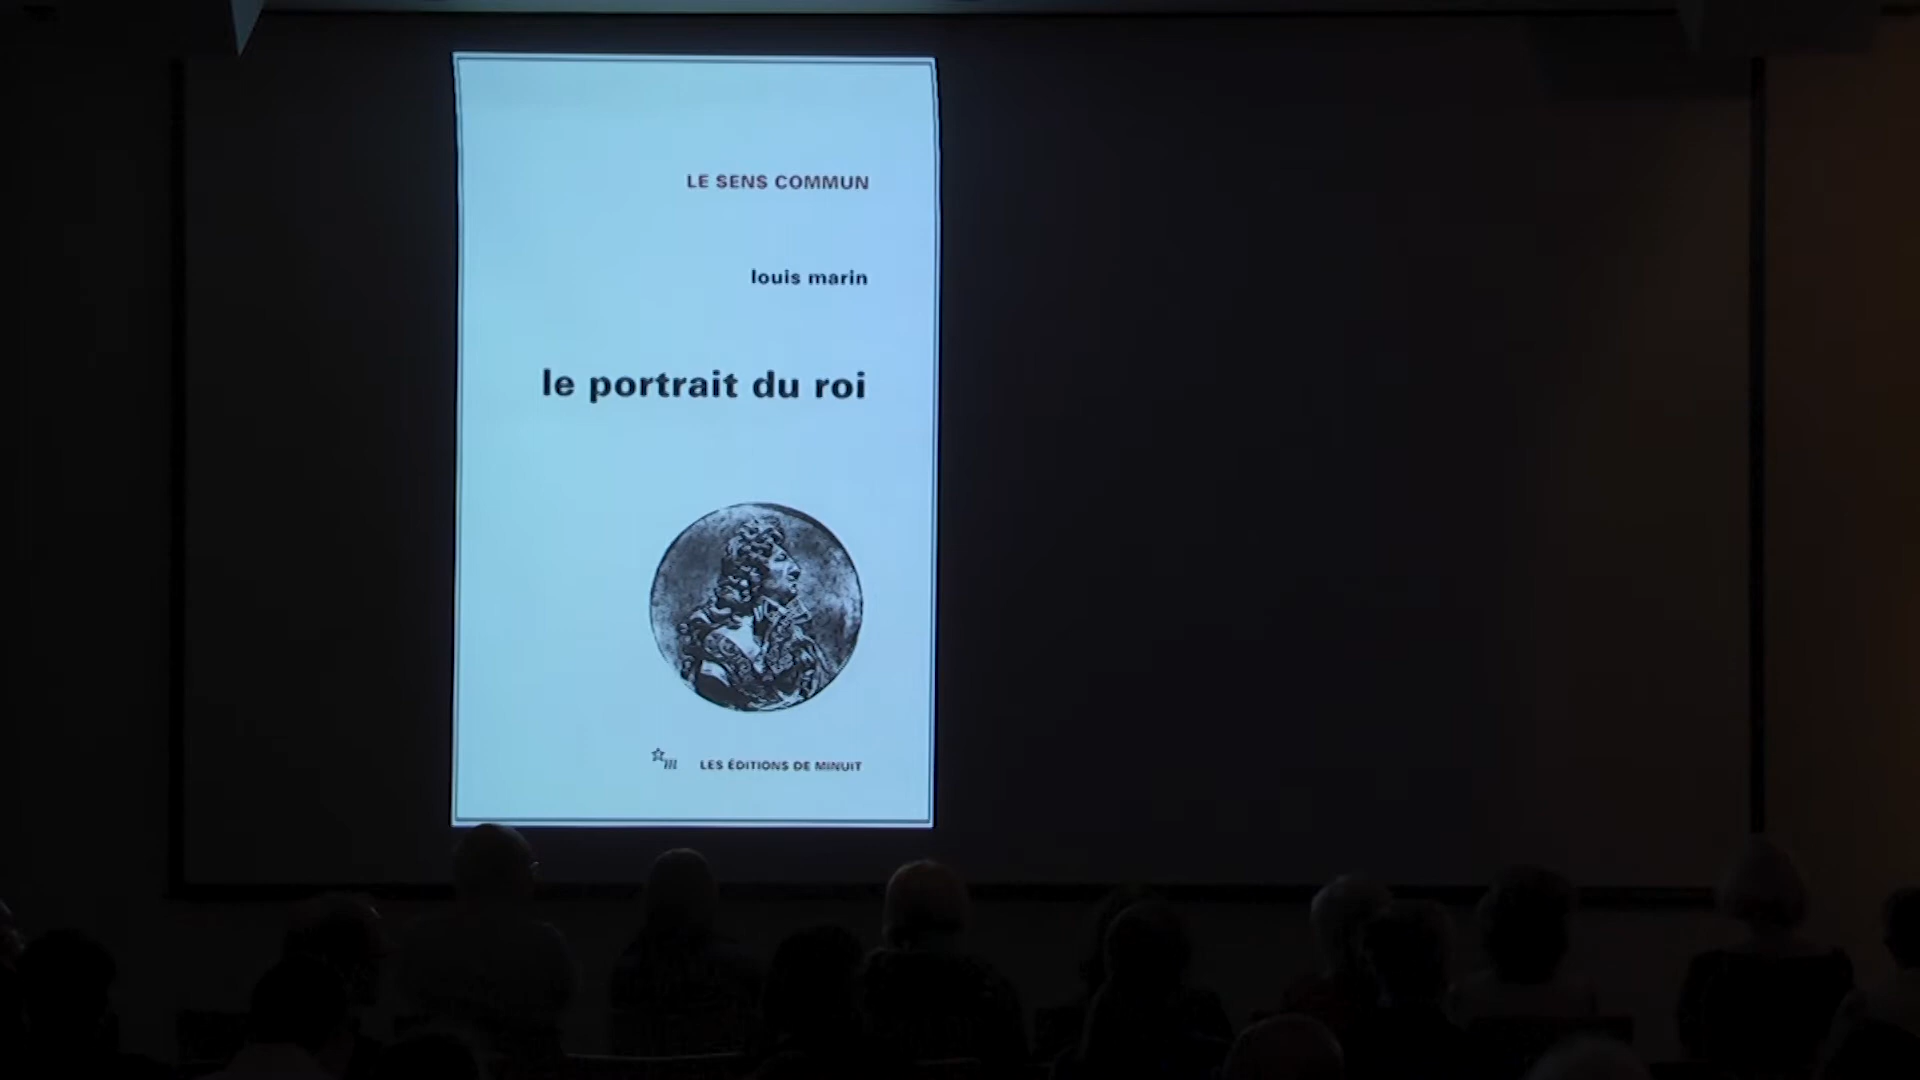 LE SENS COMMUN
louis marin
le portrait du roi
☆m LES ÉDITIONS DE MINUIT